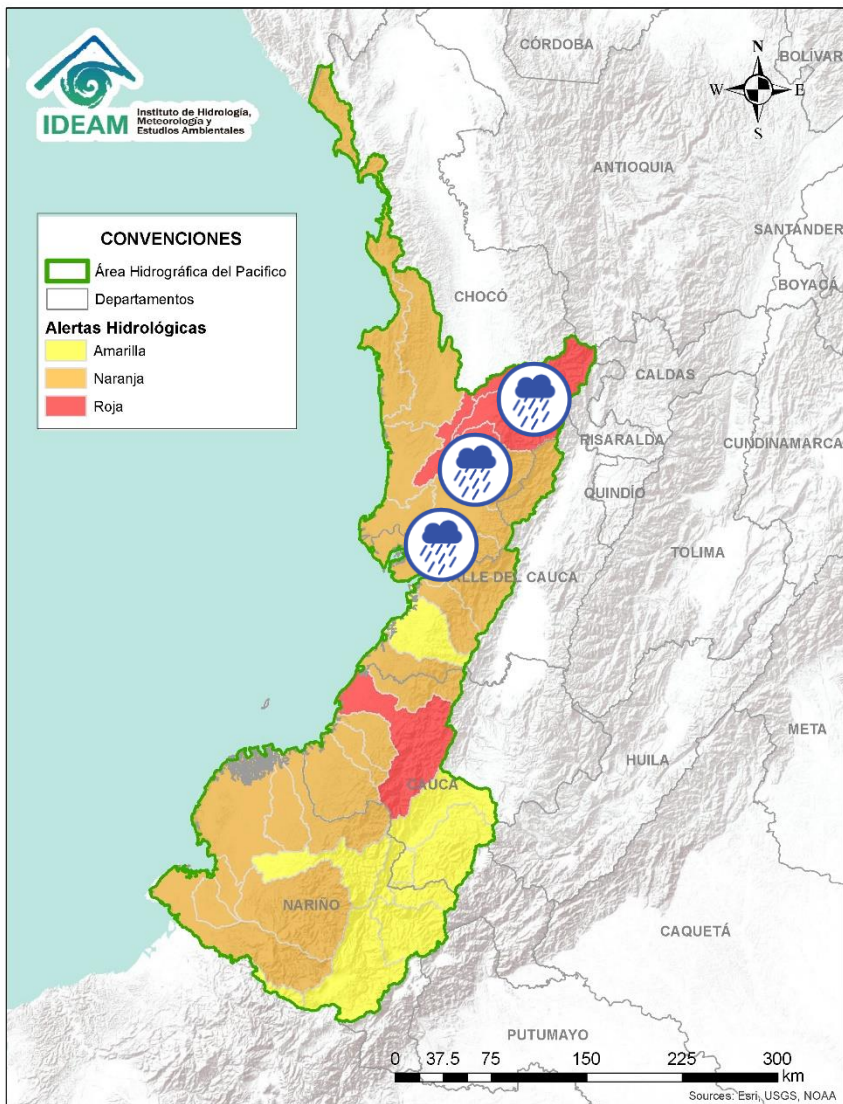 IDEAM
Instituto de Hidrología,
Meteorología y
Estudios Ambientales
N
W
E
S
CÓRDOBA
BOLÍVAR
ANTIOQUIA
SANTANDER
BOYACÁ
CONVENCIONES
Área Hidrográfica del Pacifico
Departamentos
Alertas Hidrológicas
Amarilla
Naranja
Roja
CHOCÓ
CALDAS
RISARALDA
CUNDINAMARCA
QUINDÍO
TOLIMA
ALLE DEL CAUCA
META
HUILA
CAUCA
NARIÑO
CAQUETÁ
PUTUMAYO
0 37.5 75 150 225 300
km
Sources: Esri, USGS, NOAA